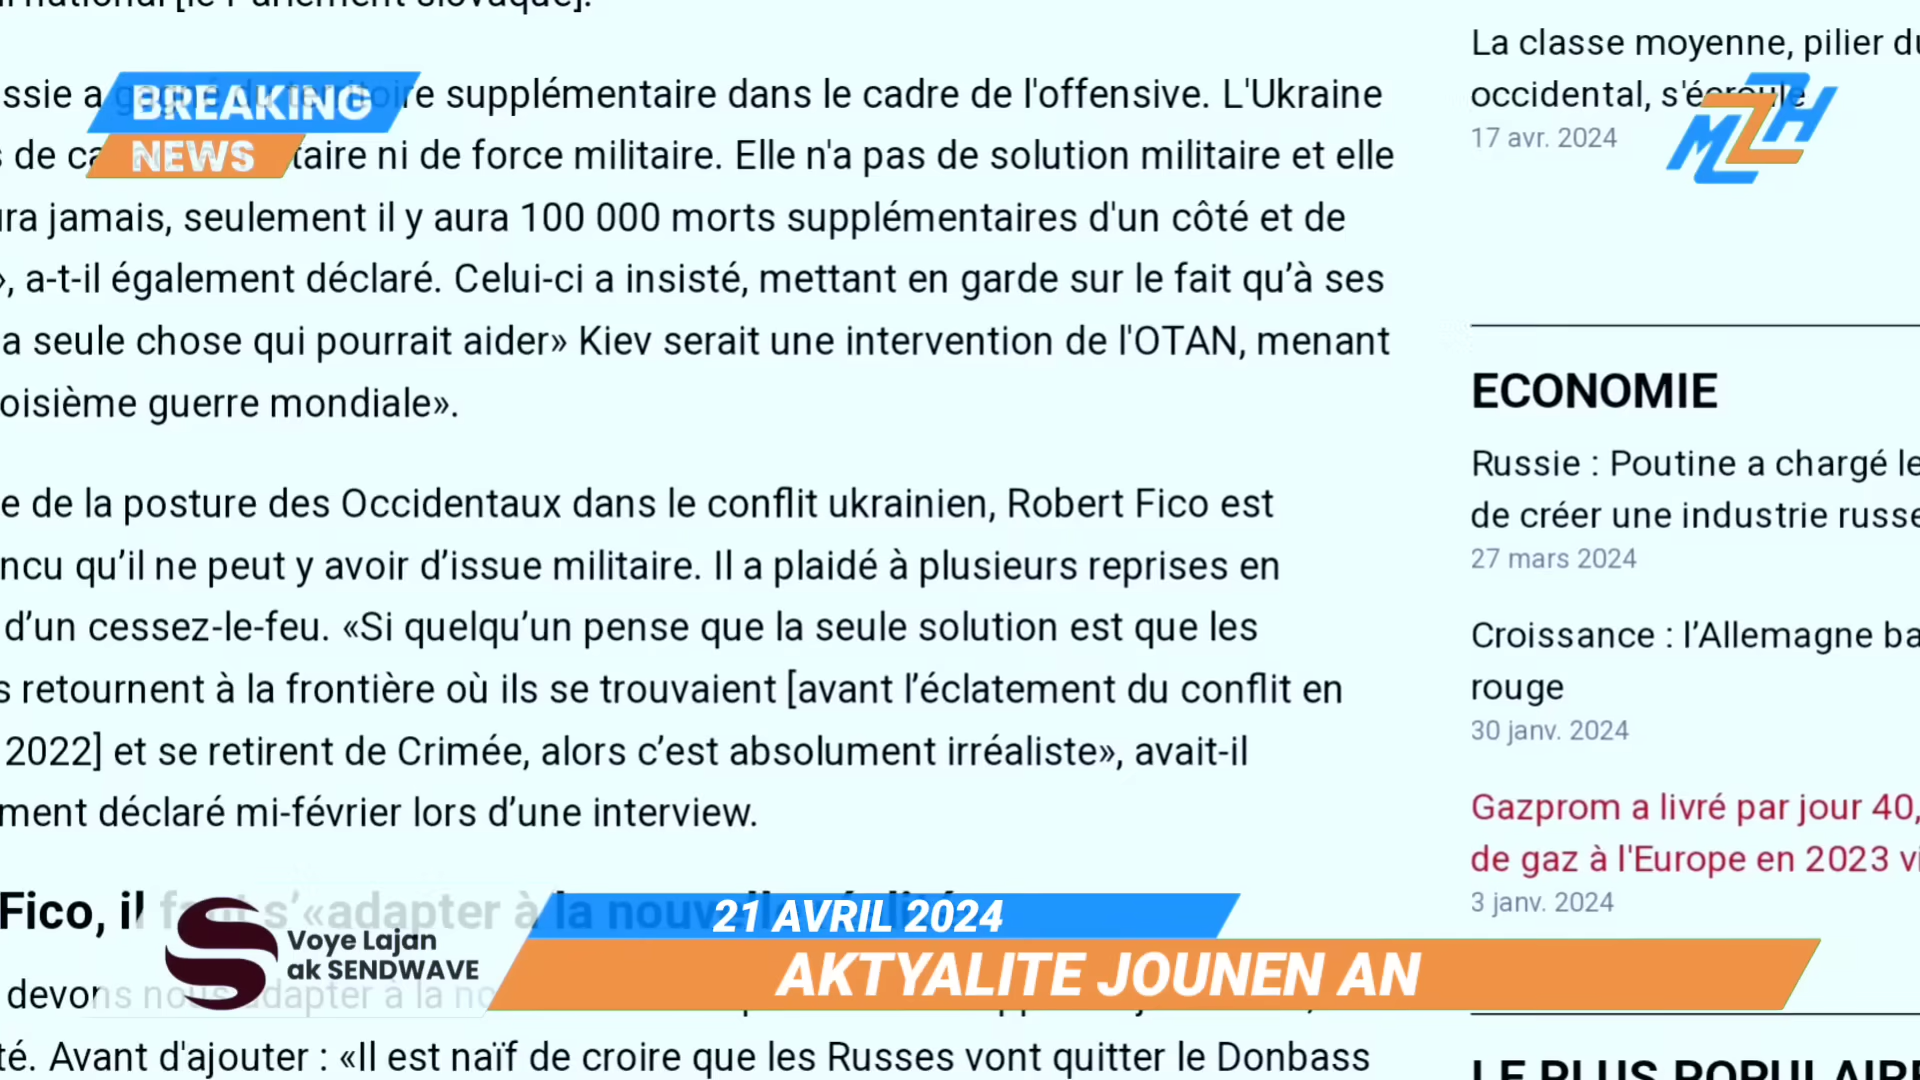 national [le Parlement slovaque].
ssie a gagné du territoire supplémentaire dans le cadre de l'offensive. L'Ukraine
BREAKING
NEWS
de taire ni de force militaire. Elle n'a pas de solution militaire et elle
ra jamais, seulement il y aura 100 000 morts supplémentaires d'un côté et de
», a-t-il également déclaré. Celui-ci a insisté, mettant en garde sur le fait qu’à ses
a seule chose qui pourrait aider» Kiev serait une intervention de l'OTAN, menant
oisième guerre mondiale».
e de la posture des Occidentaux dans le conflit ukrainien, Robert Fico est
ncu qu’il ne peut y avoir d’issue militaire. Il a plaidé à plusieurs reprises en
d’un cessez-le-feu. «Si quelqu’un pense que la seule solution est que les
s retournent à la frontière où ils se trouvaient [avant l’éclatement du conflit en
2022] et se retirent de Crimée, alors c’est absolument irréaliste», avait-il
ment déclaré mi-février lors d’une interview.
Fico, il faut s’«adapter à la nouvelle réalité
devons nous adapter à la
té. Avant d'ajouter : «Il est naïf de croire que les Russes vont quitter le Donbass
La classe moyenne, pilier du
occidental, s'écroule
17 avr. 2024
MZH
ECONOMIE
Russie : Poutine a chargé le
de créer une industrie russe
27 mars 2024
Croissance : l’Allemagne ba
rouge
30 janv. 2024
Gazprom a livré par jour 40,
de gaz à l'Europe en 2023 vi
3 janv. 2024
LE PLUS POPULAIRE
Voye Lajan
ak SENDWAVE
21 AVRIL 2024
AKTYALITE JOUNEN AN